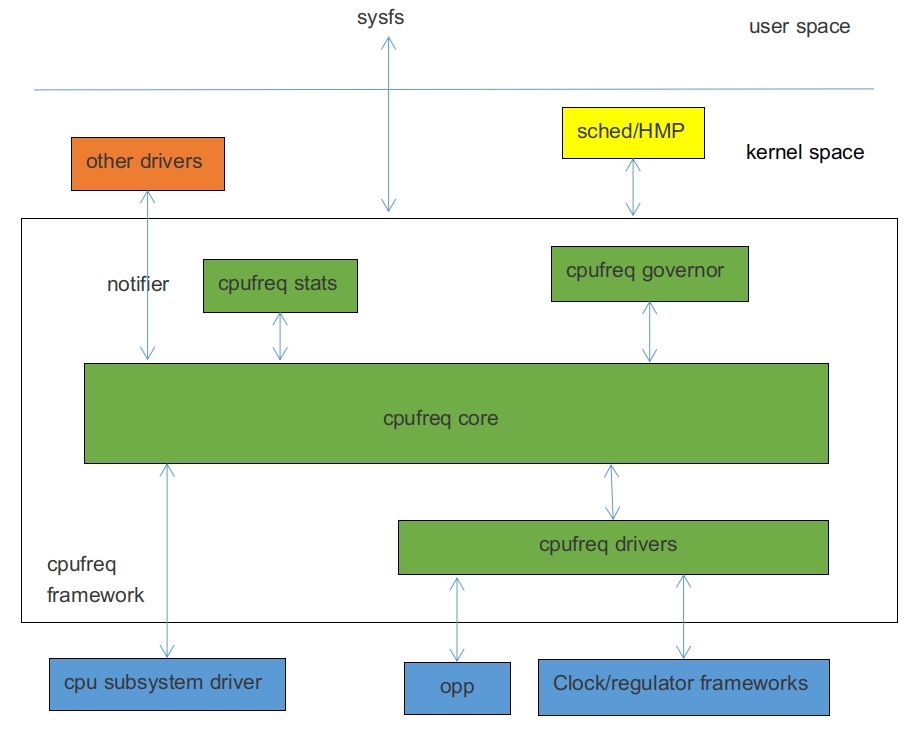 sysfs
user space
sched/HMP
kernel space
other drivers
notifier
cpufreq stats
cpufreq governor
cpufreq core
cpufreq drivers
cpufreq
framework
cpu subsystem driver
opp
Clock/regulator frameworks